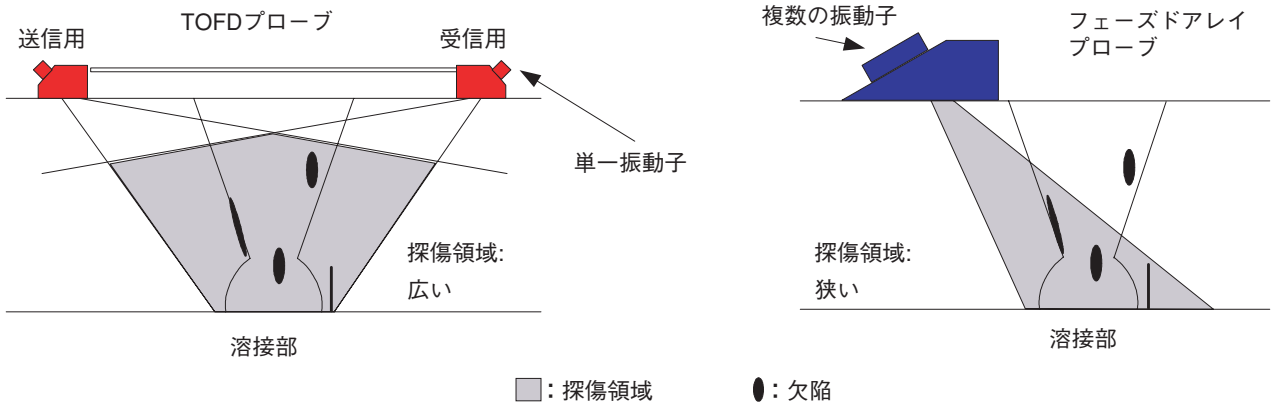 TOFDプローブ
送信用
受信用
単一振動子
探傷領域:
広い
溶接部
複数の振動子
フェーズドアレイ
プローブ
探傷領域:
狭い
溶接部
：探傷領域
：欠陥